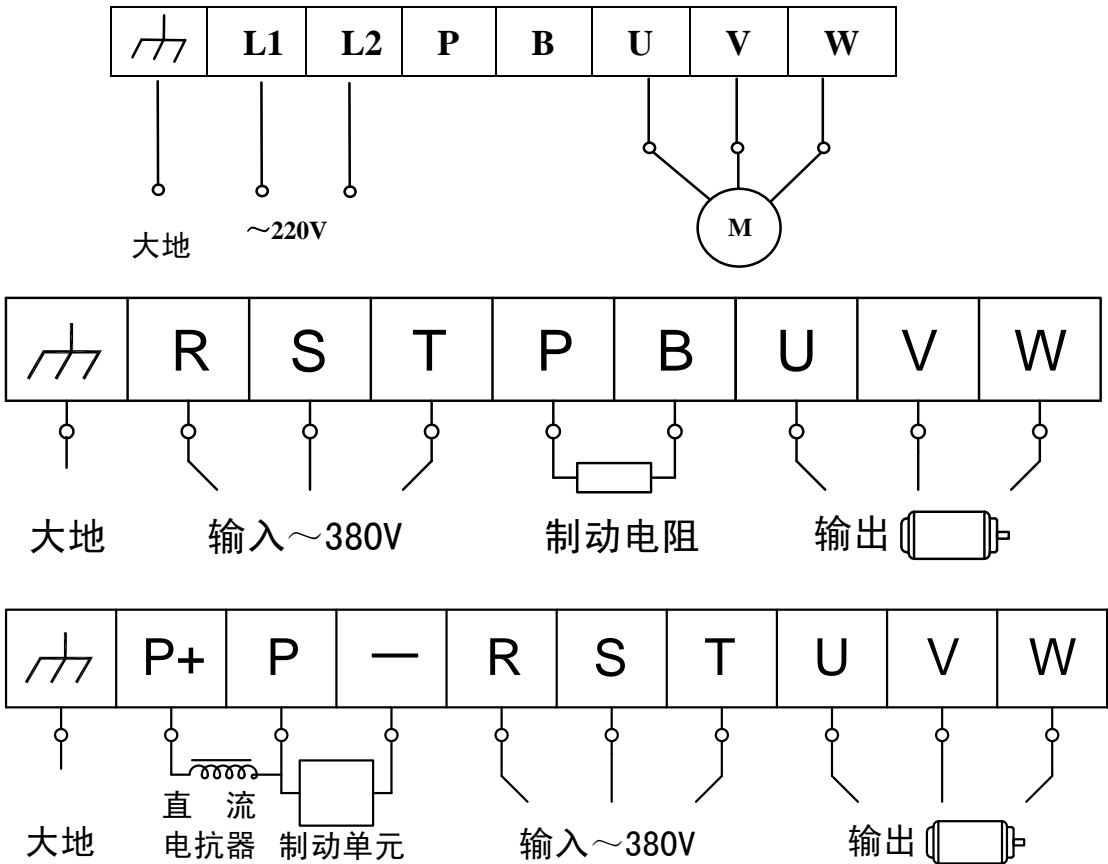 L1 L2 P B U V W
大地 ～220V M
R S T P B U V W
大地 输入～380V 制动电阻 输出
P+ P — R S T U V W
直 流
大地 电抗器 制动单元 输入～380V 输出